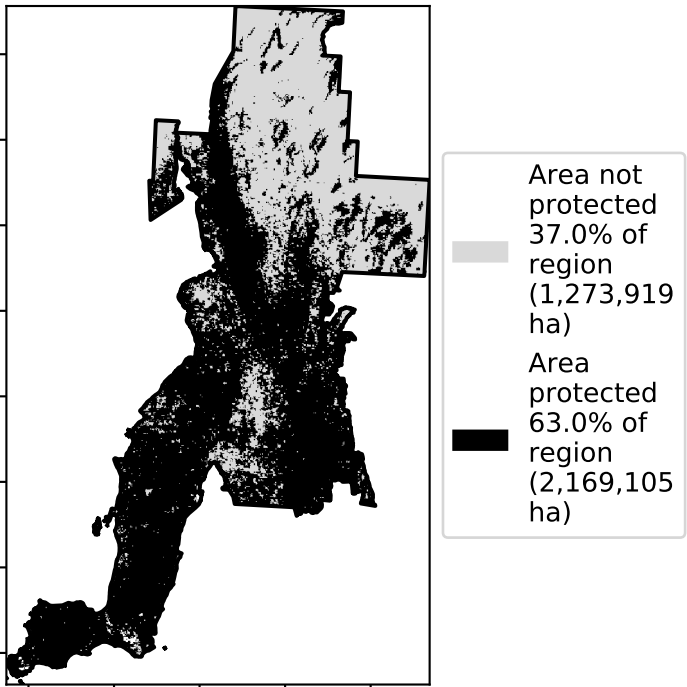 Area not
protected
37.0% of
region
(1,273,919
ha)
Area
protected
63.0% of
region
(2,169,105
ha)